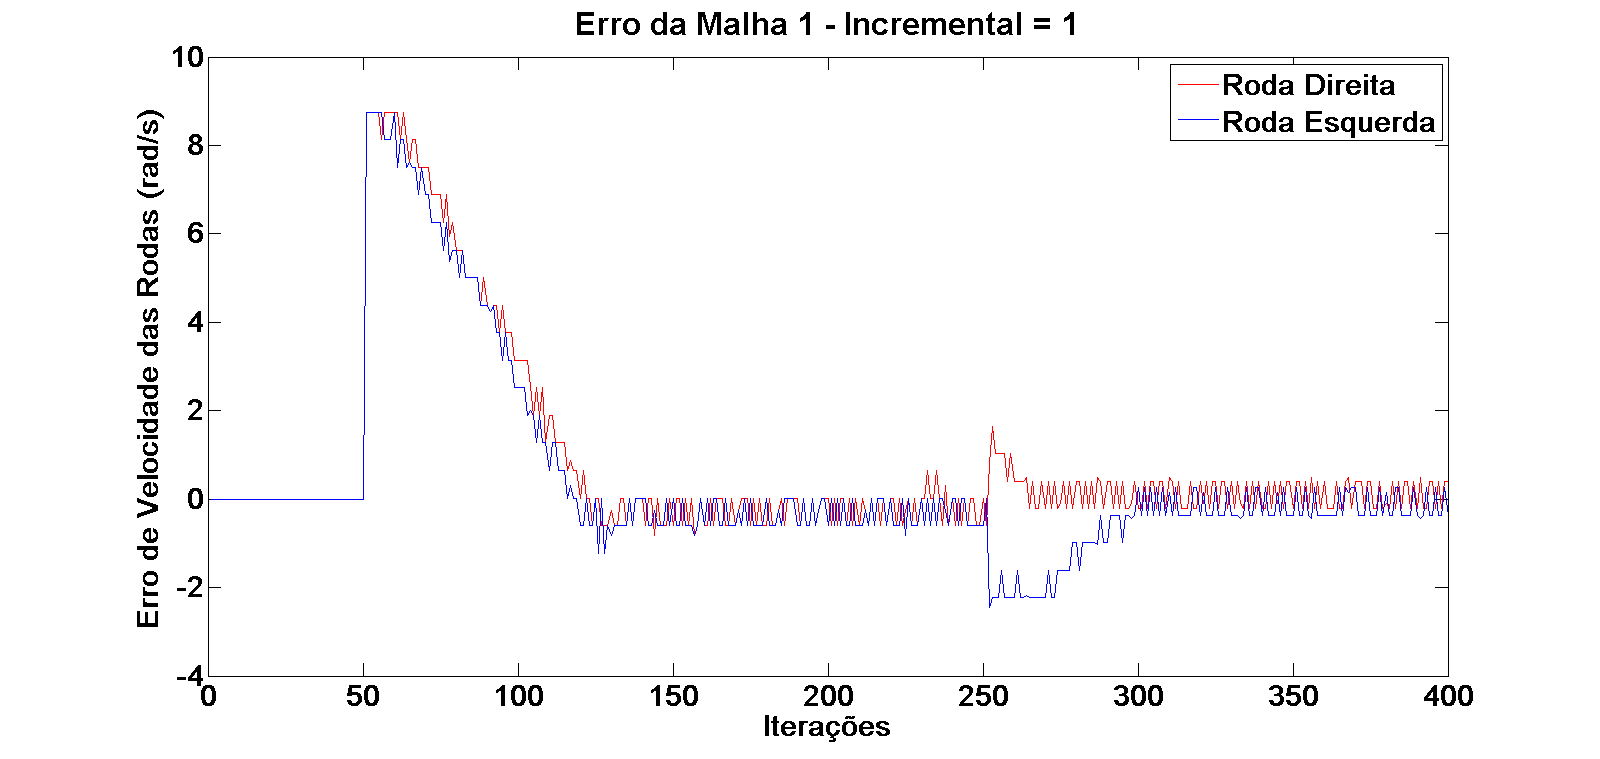 Erro da Malha 1 - Incremental = 1
Roda Direita
Roda Esquerda
Erro de Velocidade das Rodas (rad/s)
10
8
6
4
2
0
-2
-4
0 50 100 150 200 250 300 350 400
Iterações